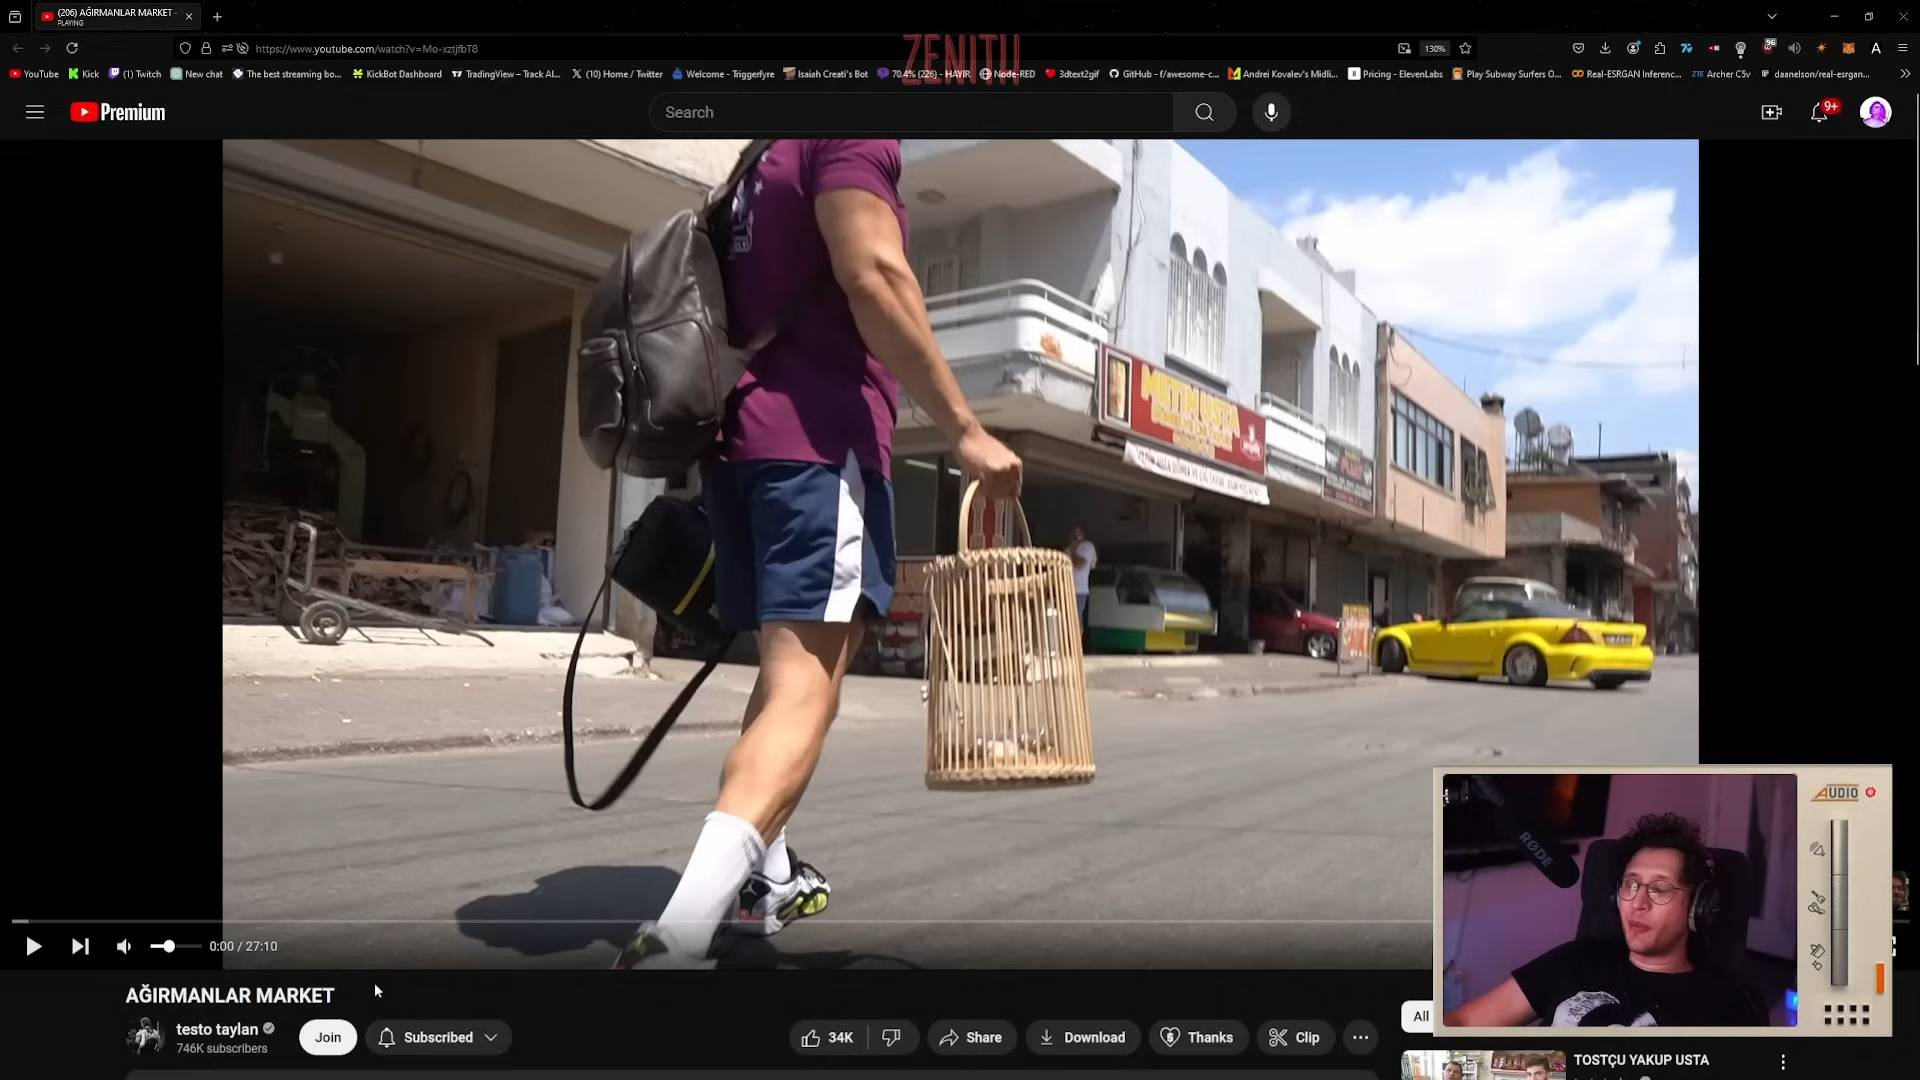 (206) AĞIRMANLAR MARKET -
PLAYING
https://www.youtube.com/watch?v=Mo-xztjfbT8
ZENITH
130%
96
YouTube
Kick
(1) Twitch
New chat
The best streaming bo...
KickBot Dashboard
TradingView – Track Al...
(10) Home / Twitter
Welcome - Triggerfyre
Isaiah Creati's Bot
70.4% (226) - HAYIR
Node-RED
3dtext2gif
GitHub - f/awesome-c...
Andrei Kovalev's Midli...
Pricing - ElevenLabs
Play Subway Surfers O...
Real-ESRGAN Inferenc...
ZTE Archer C5v
daanelson/real-esrgan...
Premium
Search
9+
METİN USTA
0:00 / 27:10
RØDE
AUDIO
AĞIRMANLAR MARKET
testo taylan
746K subscribers
Join
Subscribed
34K
Share
Download
Thanks
Clip
All
TOSTÇU YAKUP USTA